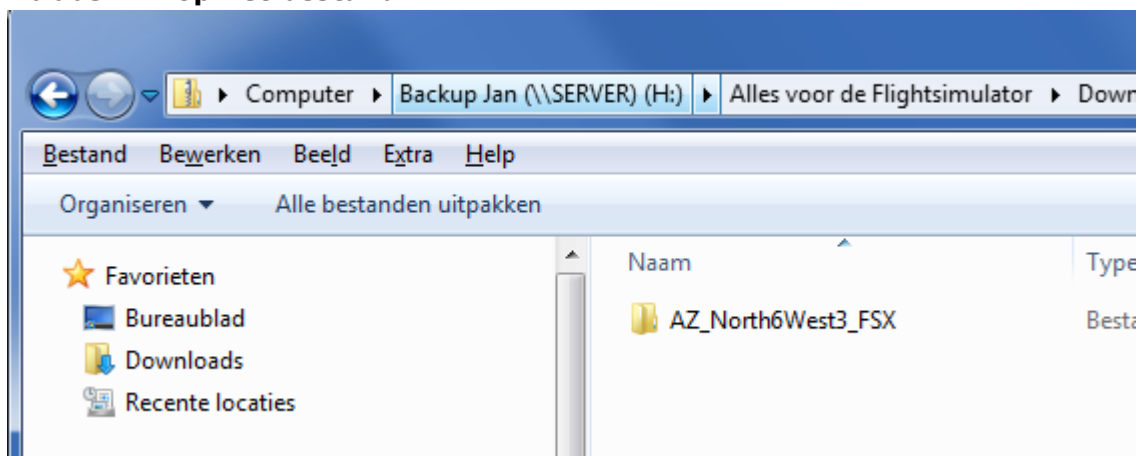 Computer Backup Jan (\\SERVER) (H:) Alles voor de Flightsimulator
Bestand Bewerken Beeld Extra Help
Organiseren Alle bestanden uitpakken
Favorieten
Bureaublad
Downloads
Recente locaties
Naam
AZ_North6West3_FSX
Type